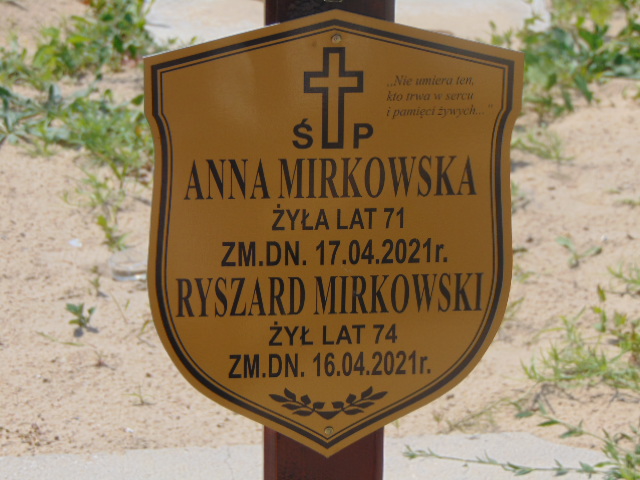 „Nie umiera ten,
kto trwa w sercu
i pamięci żywych..."
Ś P
ANNA MIRKOWSKA
ŻYŁA LAT 71
ZM.DN. 17.04.2021r.
RYSZARD MIRKOWSKI
ŻYŁ LAT 74
ZM.DN. 16.04.2021r.